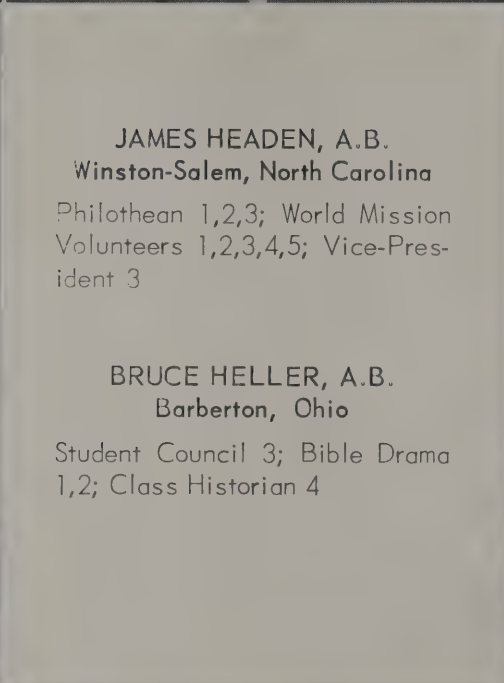 JAMES HEADEN, A.B.
Winston-Salem, North Carolina
Philothean 1,2,3; World Mission
Volunteers 1,2,3,4,5; Vice-Pres-
ident 3
BRUCE HELLER, A.B.
Barberton, Ohio
Student Council 3; Bible Drama
1,2; Class Historian 4